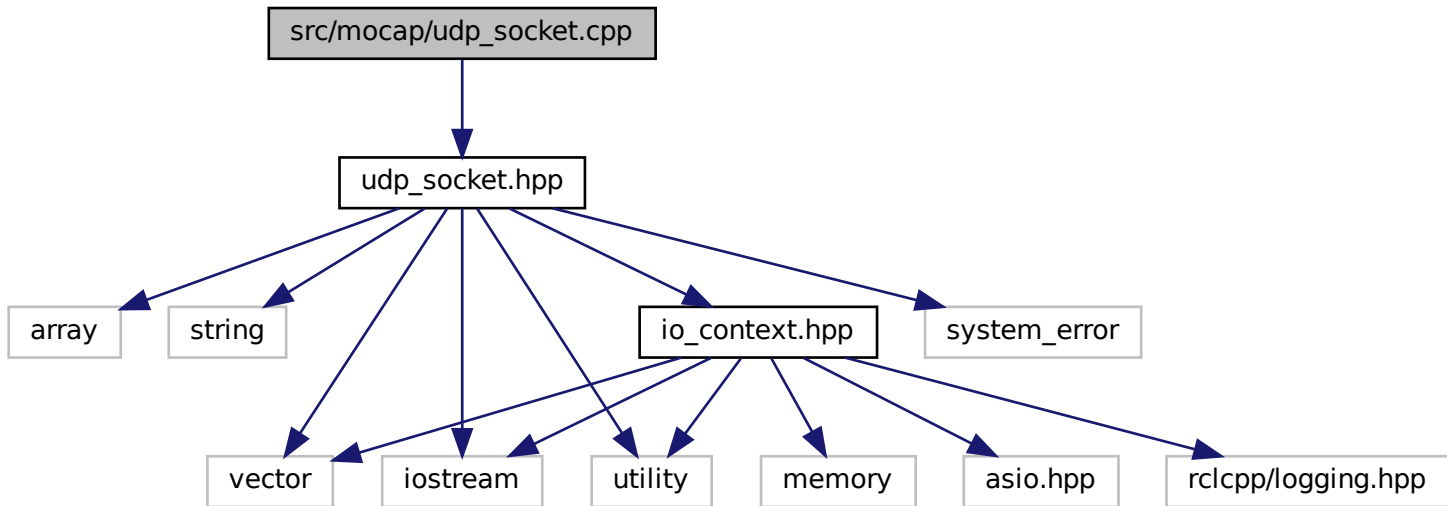 src/mocap/udp_socket.cpp
udp_socket.hpp
array
string
io_context.hpp
system_error
vector
iostream
utility
memory
asio.hpp
rclcpp/logging.hpp